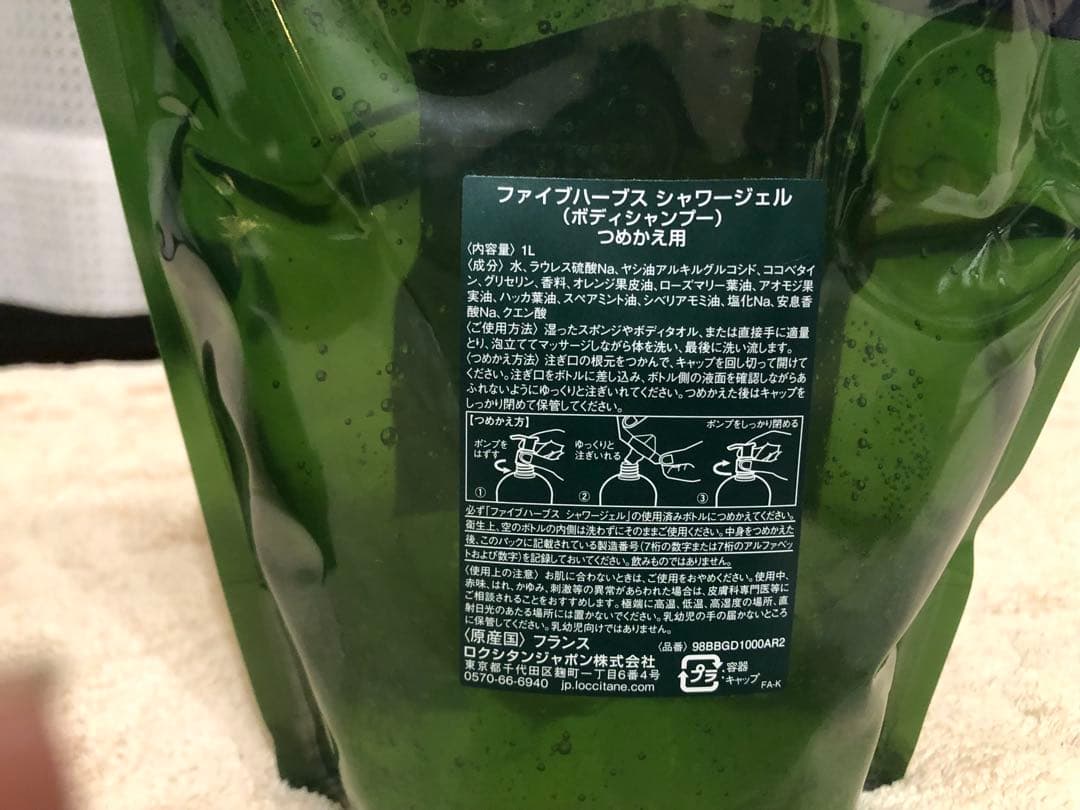 ファイブハーブス シャワージェル
（ボディシャンプー）
つめかえ用
〈内容量〉1L
〈成分〉水、ラウレス硫酸Na、ヤシ油アルキルグルコシド、ココベタイ
ン、グリセリン、香料、オレンジ果皮油、ローズマリー葉油、アオモジ果
実油、ハッカ葉油、スペアミント油、シベリアモミ油、塩化Na、安息香
酸Na、クエン酸
〈ご使用方法〉湿ったスポンジやボディタオル、または直接手に適量
とり、泡立ててマッサージしながら体を洗い、最後に洗い流します。
〈つめかえ方法〉注ぎ口の根元をつかんで、キャップを回し切って開けて
ください。注ぎ口をボトルに差し込み、ボトル側の液面を確認しながらあ
ふれないようにゆっくりと注ぎいれてください。つめかえた後はキャップを
しっかり閉めて保管してください。
【つめかえ方】
ポンプを
はずす
①
ゆっくりと
注ぎいれる
②
ポンプをしっかり閉める
③
必ず「ファイブハーブス シャワージェル」の使用済みボトルにつめかえてください。
衛生上、空のボトルの内側は洗わずにそのままご使用ください。中身をつめかえた
後、このパックに記載されている製造番号（7桁の数字または7桁のアルファベッ
トおよび数字）を記録しておいてください。飲みものではありません。
〈使用上の注意〉お肌に合わないときは、ご使用をおやめください。使用中、
赤味、はれ、かゆみ、刺激等の異常があらわれた場合は、皮膚科専門医等に
ご相談されることをおすすめします。極端に高温、低温、高湿度の場所、直
射日光のあたる場所には置かないでください。乳幼児の手の届かないところ
に保管してください。乳幼児向けではありません。
〈原産国〉フランス
〈品番〉98BBGD1000AR2
ロクシタンジャポン株式会社
東京都千代田区麹町一丁目6番4号
0570-66-6940 jp.loccitane.com
プラ
:容器
・キャップ
FA-K